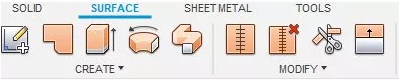 SOLID SURFACE SHEET METAL TOOLS
CREATE ▾ MODIFY ▾